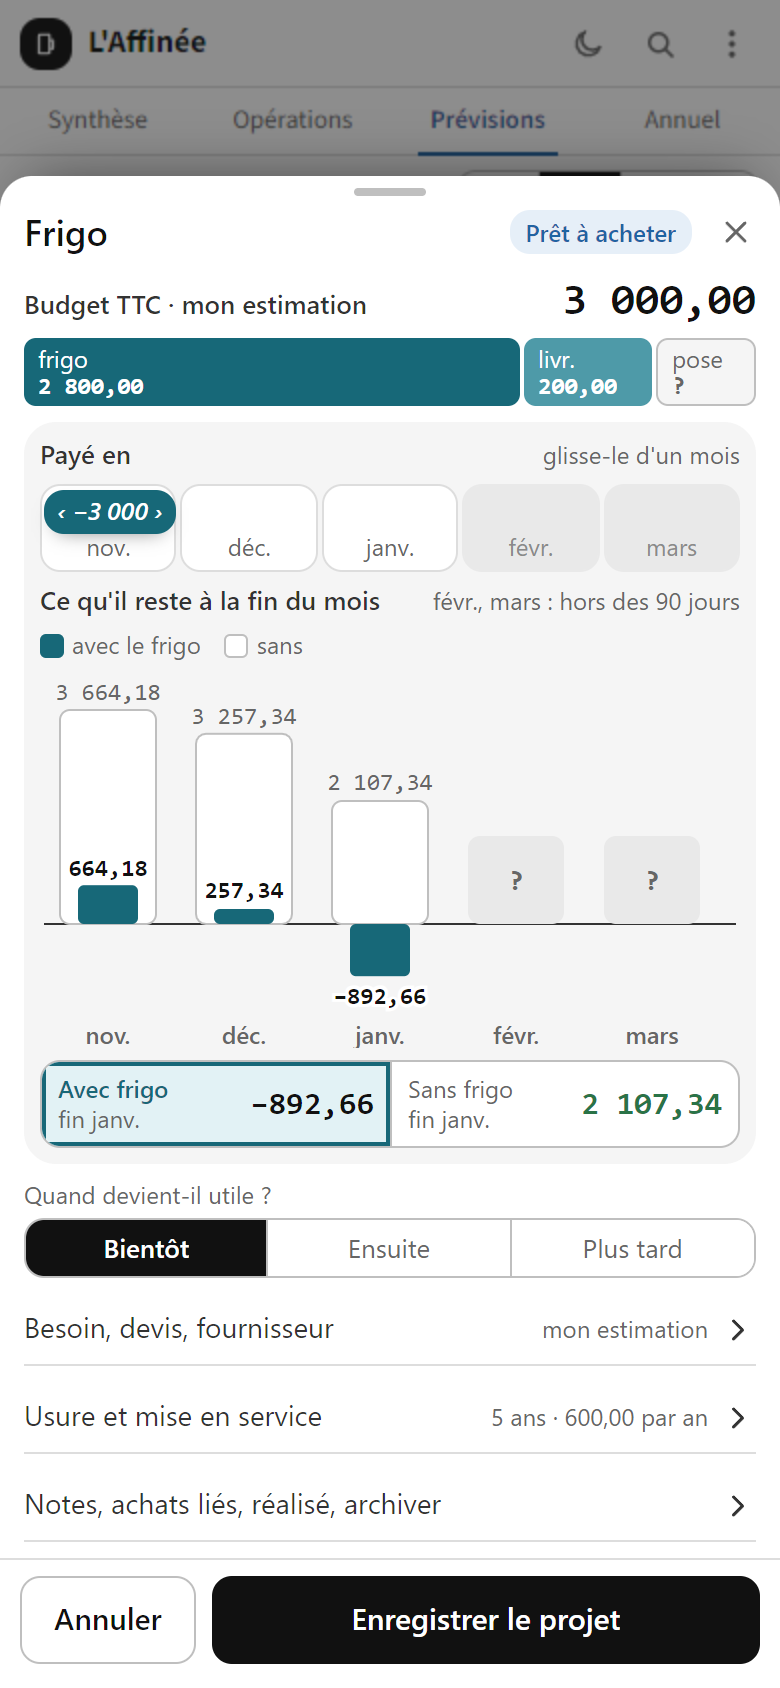 L'Affinée
Synthèse Opérations Prévisions Annuel
Frigo Prêt à acheter
Budget TTC · mon estimation 3 000,00
frigo livr. pose
2 800,00 200,00 ?
Payé en glisse-le d'un mois
‹ −3 000 ›
nov. déc. janv. févr. mars
Ce qu'il reste à la fin du mois févr., mars : hors des 90 jours
avec le frigo sans
3 664,18
3 257,34
2 107,34
664,18
257,34
? ?
−892,66
nov. déc. janv. févr. mars
Avec frigo
fin janv.
−892,66
Sans frigo
fin janv.
2 107,34
Quand devient-il utile ?
Bientôt Ensuite Plus tard
Besoin, devis, fournisseur mon estimation
Usure et mise en service 5 ans · 600,00 par an
Notes, achats liés, réalisé, archiver
Annuler Enregistrer le projet